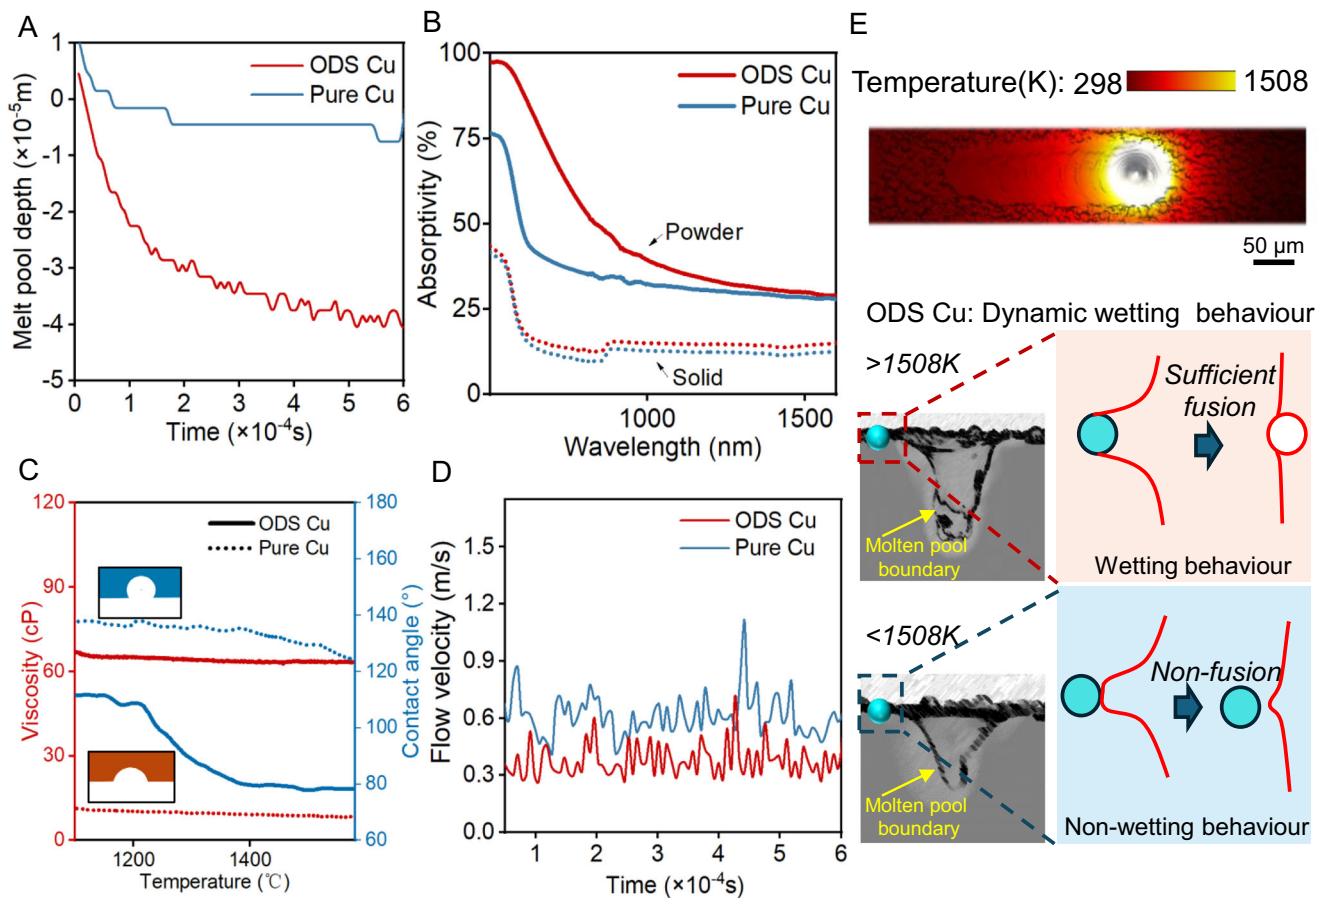 A
ODS Cu
Pure Cu
Melt pool depth (×10⁻⁵m)
1
0
-1
-2
-3
-4
-5
0
1
2
3
4
5
6
Time (×10⁻⁴s)
B
ODS Cu
Pure Cu
Absorptivity (%)
100
75
50
25
0
Powder
Solid
1000
1500
Wavelength (nm)
C
ODS Cu
Pure Cu
Viscosity (cP)
120
90
60
30
0
Contact angle (°)
180
160
140
120
100
80
60
1200
1400
Temperature (℃)
D
ODS Cu
Pure Cu
Flow velocity (m/s)
1.5
1.2
0.9
0.6
0.3
0.0
1
2
3
4
5
6
Time (×10⁻⁴s)
E
Temperature(K): 298
1508
50 µm
ODS Cu: Dynamic wetting behaviour
>1508K
Molten pool
boundary
Sufficient
fusion
Wetting behaviour
<1508K
Molten pool
boundary
Non-fusion
Non-wetting behaviour